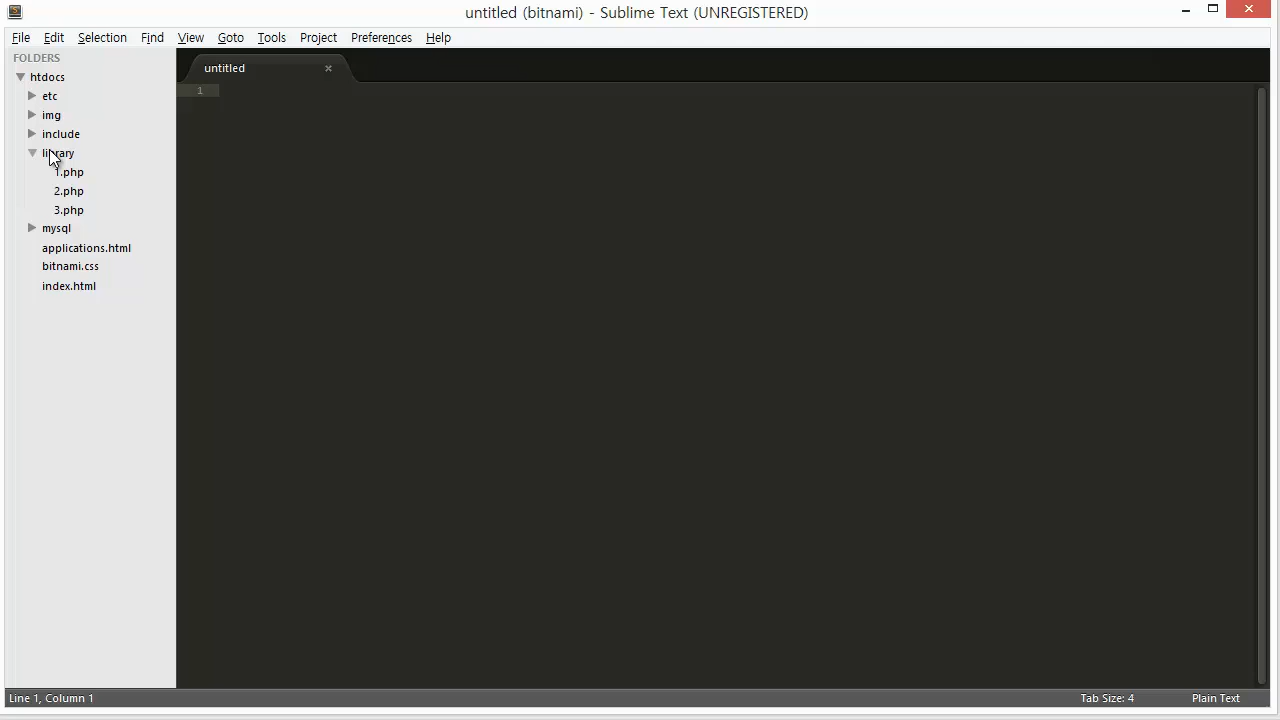 untitled (bitnami) - Sublime Text (UNREGISTERED)
File Edit Selection Find View Goto Tools Project Preferences Help
FOLDERS
htdocs
etc
img
include
library
1.php
2.php
3.php
mysql
applications.html
bitnami.css
index.html
untitled
1
Line 1, Column 1
Tab Size: 4
Plain Text